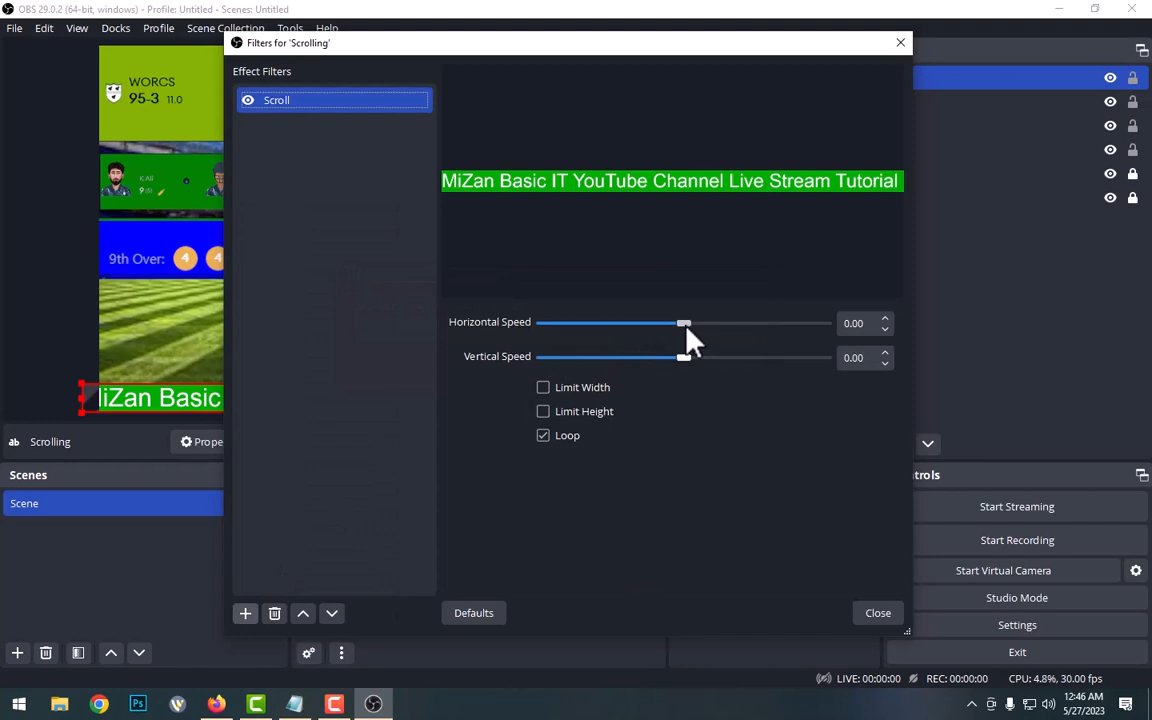 OBS 29.0.2 (64-bit, windows) - Profile: Untitled - Scenes: Untitled
File Edit View Docks Profile Scene Collection Tools Help
Filters for 'Scrolling'
Effect Filters
Scroll
WORCS
95-3 11.0
K Ali
9th Over: 4 4
MiZan Basic IT YouTube Channel Live Stream Tutorial
Horizontal Speed 0.00
Vertical Speed 0.00
Limit Width
Limit Height
Loop
iZan Basic
ab Scrolling Prope
Scenes
Scene
Defaults
Close
trols
Start Streaming
Start Recording
Start Virtual Camera
Studio Mode
Settings
Exit
LIVE: 00:00:00 REC: 00:00:00 CPU: 4.8%, 30.00 fps
Ps
12:46 AM
5/27/2023